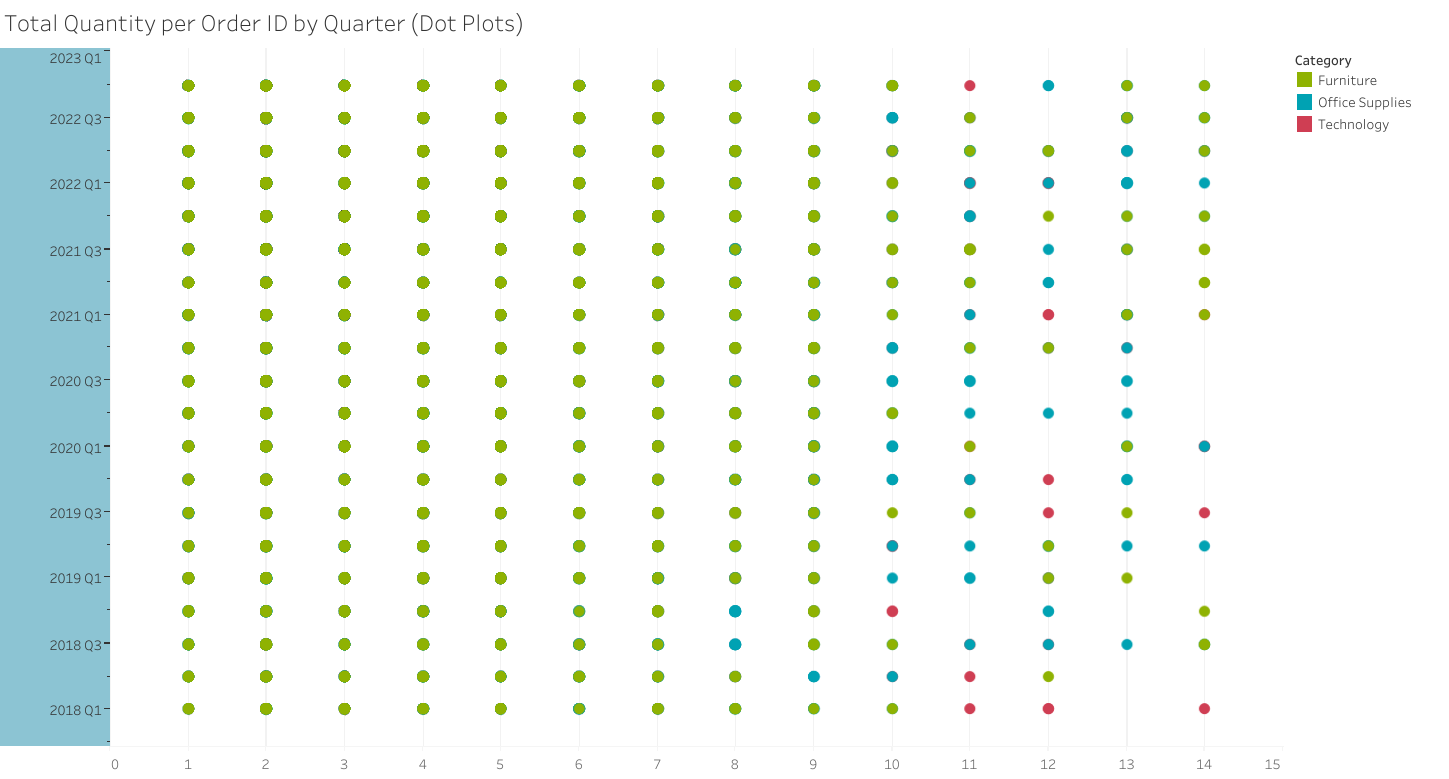 Total Quantity per Order ID by Quarter (Dot Plots)
2023 Q1
2022 Q3
2022 Q1
2021 Q3
2021 Q1
2020 Q3
2020 Q1
2019 Q3
2019 Q1
2018 Q3
2018 Q1
0 1 2 3 4 5 6 7 8 9 10 11 12 13 14 15
Category
Furniture
Office Supplies
Technology